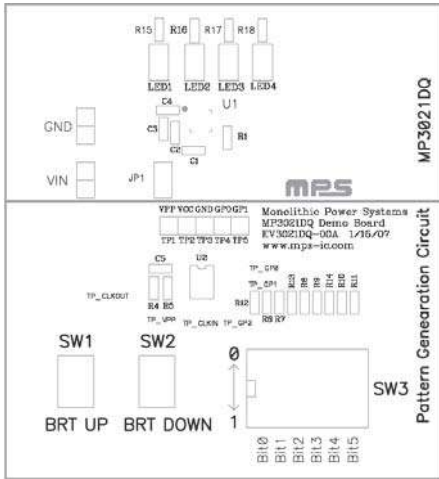 R15 R16 R17 R18
LED1 LED2 LED3 LED4
C4 U1
C3 C2 R1
C1
GND
VIN JP1
mps
MP3021DQ
VPP VCC GND GP0 GP1
TP1 TP2 TP3 TP4 TP5
Monolithic Power Systems
MP3021DQ Demo Board
EV3021DQ-00A 1/15/07
www.mps-ic.com
C5 U2 TP_GP0
TP_GP1 R13 R8 R9 R14 R10 R11
TP_CLKOUT R4 R5 R12
R6 R7
TP_VPP TP_CLKIN TP_GP2
SW1 SW2
BRT UP BRT DOWN
0
1
SW3
Bit0 Bit1 Bit2 Bit3 Bit4 Bit5
Pattern Genearation Circuit